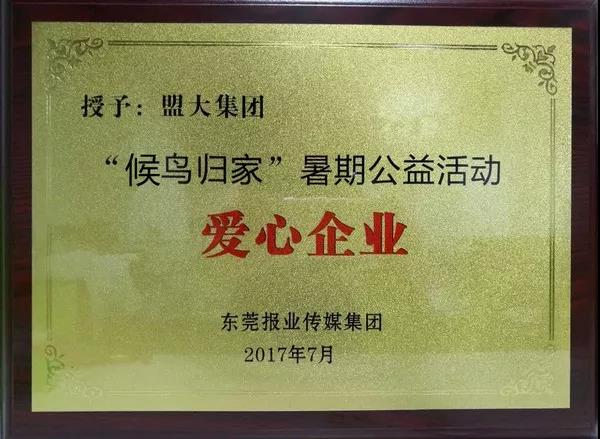 授予：盟大集团
“候鸟归家”暑期公益活动
爱心企业
东莞报业传媒集团
2017年7月